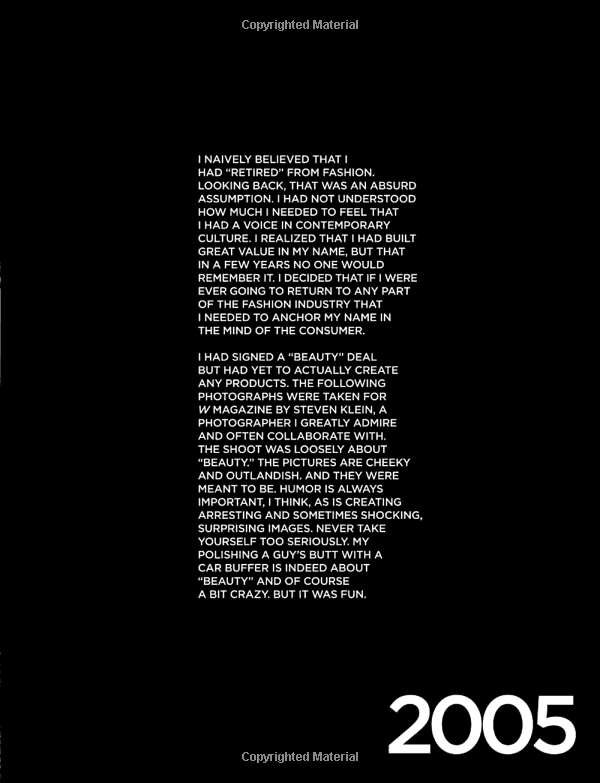 Copyrighted Material
I NAIVELY BELIEVED THAT I
HAD “RETIRED” FROM FASHION.
LOOKING BACK, THAT WAS AN ABSURD
ASSUMPTION. I HAD NOT UNDERSTOOD
HOW MUCH I NEEDED TO FEEL THAT
I HAD A VOICE IN CONTEMPORARY
CULTURE. I REALIZED THAT I HAD BUILT
GREAT VALUE IN MY NAME, BUT THAT
IN A FEW YEARS NO ONE WOULD
REMEMBER IT. I DECIDED THAT IF I WERE
EVER GOING TO RETURN TO ANY PART
OF THE FASHION INDUSTRY THAT
I NEEDED TO ANCHOR MY NAME IN
THE MIND OF THE CONSUMER.
I HAD SIGNED A “BEAUTY” DEAL
BUT HAD YET TO ACTUALLY CREATE
ANY PRODUCTS. THE FOLLOWING
PHOTOGRAPHS WERE TAKEN FOR
W MAGAZINE BY STEVEN KLEIN, A
PHOTOGRAPHER I GREATLY ADMIRE
AND OFTEN COLLABORATE WITH.
THE SHOOT WAS LOOSELY ABOUT
“BEAUTY.” THE PICTURES ARE CHEEKY
AND OUTLANDISH. AND THEY WERE
MEANT TO BE. HUMOR IS ALWAYS
IMPORTANT, I THINK, AS IS CREATING
ARRESTING AND SOMETIMES SHOCKING,
SURPRISING IMAGES. NEVER TAKE
YOURSELF TOO SERIOUSLY. MY
POLISHING A GUY’S BUTT WITH A
CAR BUFFER IS INDEED ABOUT
“BEAUTY” AND OF COURSE
A BIT CRAZY. BUT IT WAS FUN.
2005
Copyrighted Material